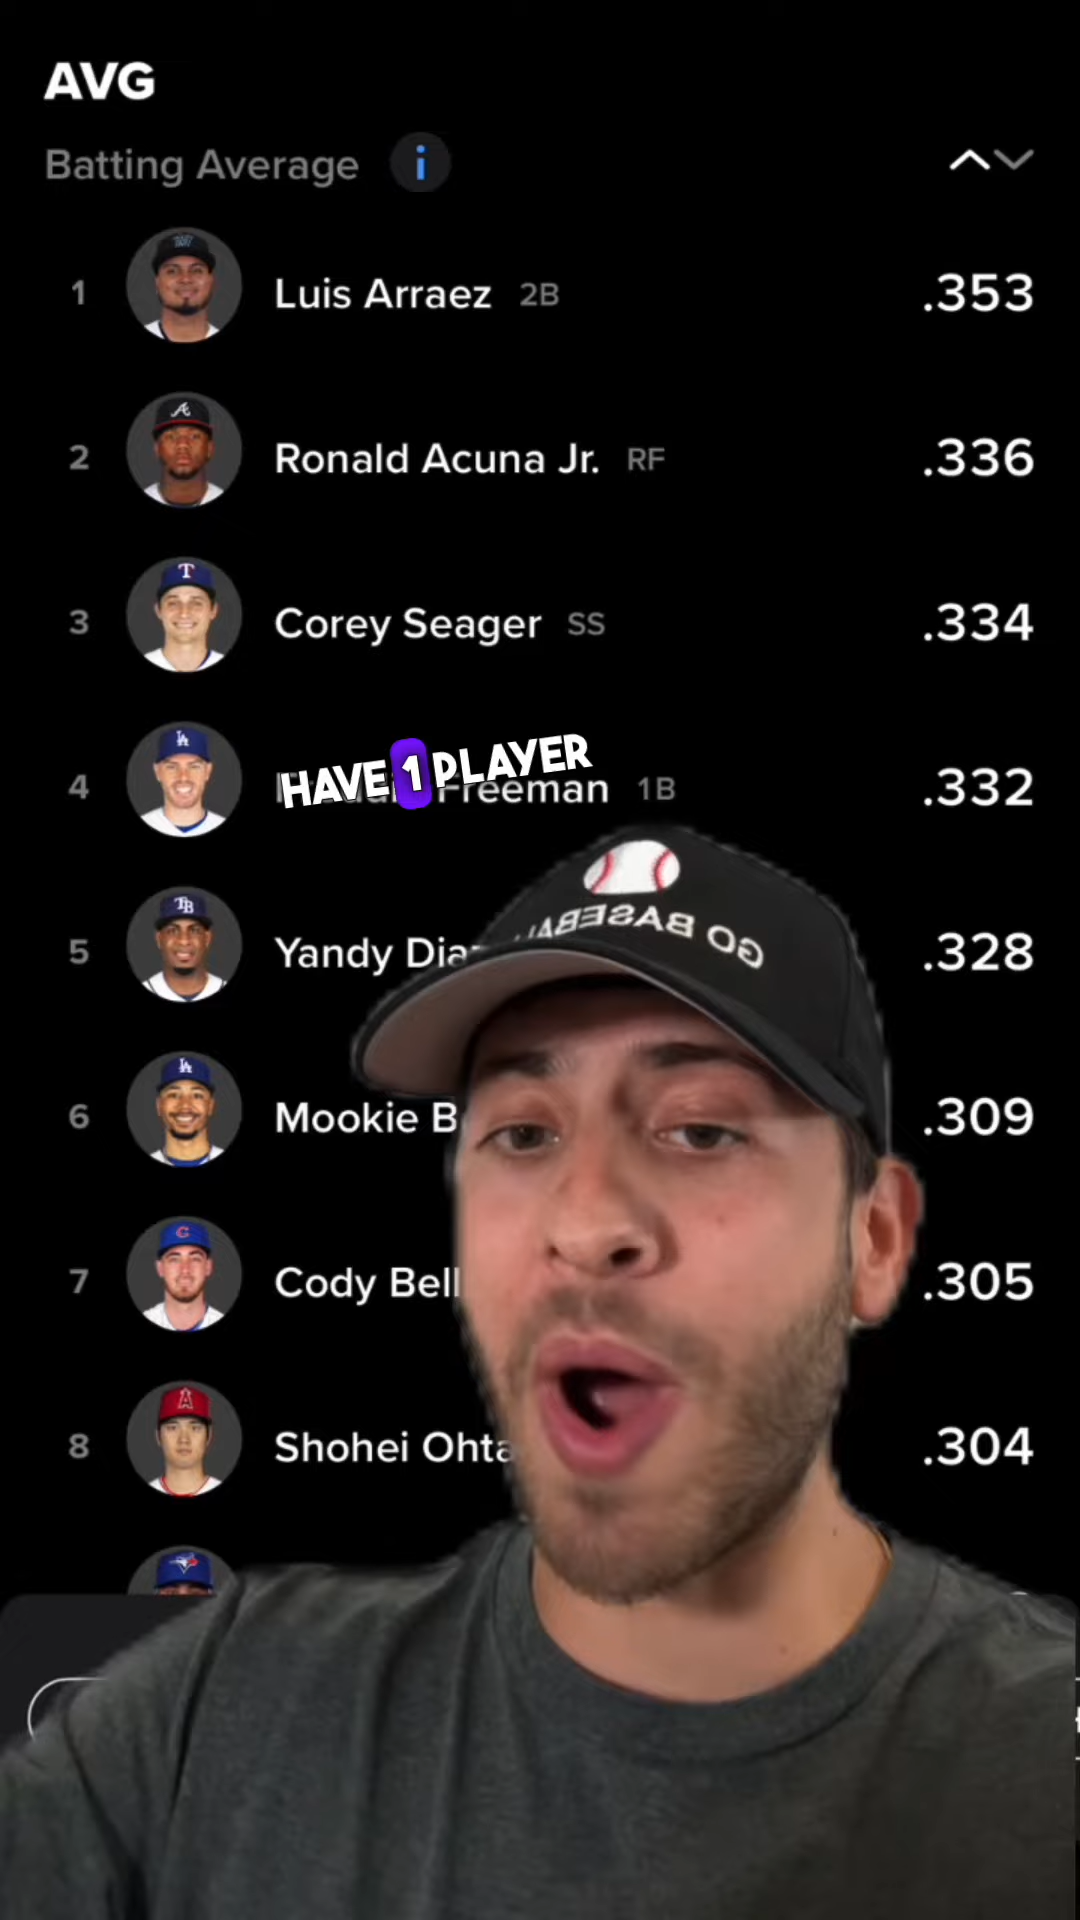 AVG
Batting Average i
1 Luis Arraez 2B .353
2 Ronald Acuna Jr. RF .336
3 Corey Seager SS .334
HAVE 1 PLAYER
4 Freeman 1B .332
5 Yandy Dia .328
6 Mookie B .309
7 Cody Bell .305
8 Shohei Ohta .304
GO BASEBAL